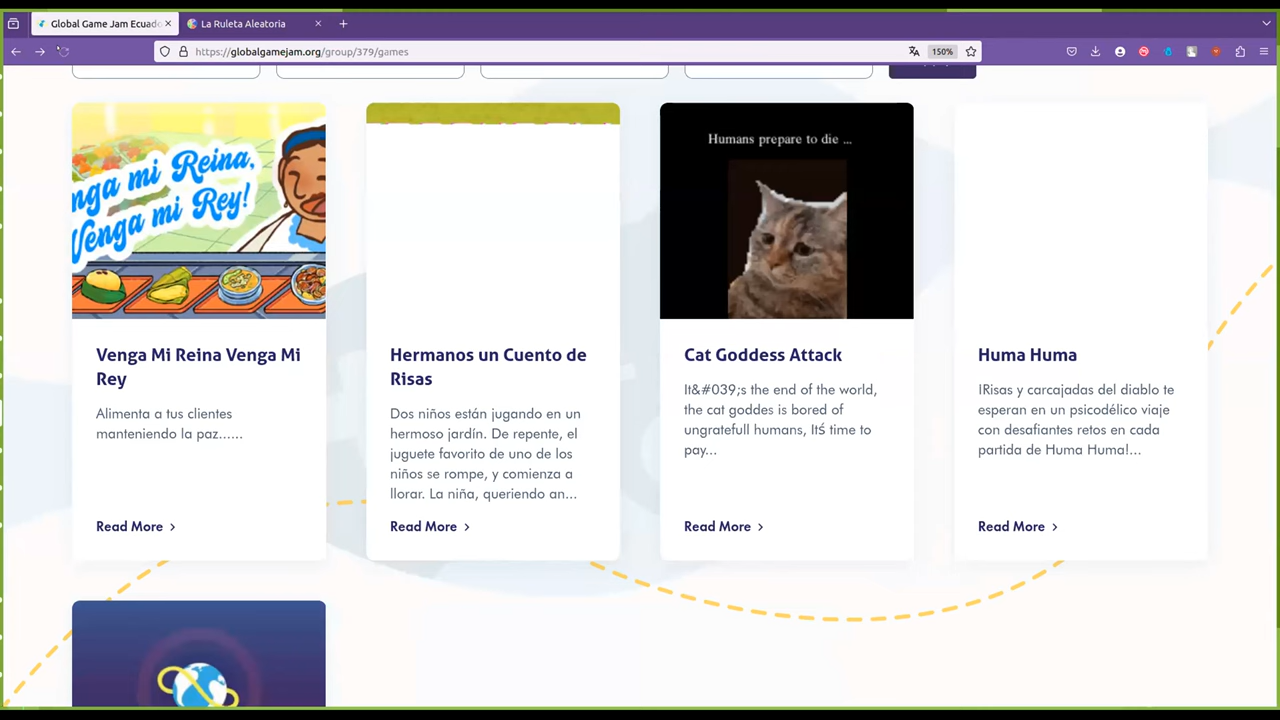 Global Game Jam Ecuado
La Ruleta Aleatoria
https://globalgamejam.org/group/379/games
150%
nga mi Reina,
Venga mi Rey!
Humans prepare to die ...
Venga Mi Reina Venga Mi
Rey
Alimenta a tus clientes
manteniendo la paz......
Read More
Hermanos un Cuento de
Risas
Dos niños están jugando en un
hermoso jardín. De repente, el
juguete favorito de uno de los
niños se rompe, y comienza a
llorar. La niña, queriendo an...
Read More
Cat Goddess Attack
It&#039;s the end of the world,
the cat goddes is bored of
ungratefull humans, Itś time to
pay...
Read More
Huma Huma
¡Risas y carcajadas del diablo te
esperan en un psicodélico viaje
con desafiantes retos en cada
partida de Huma Huma!...
Read More